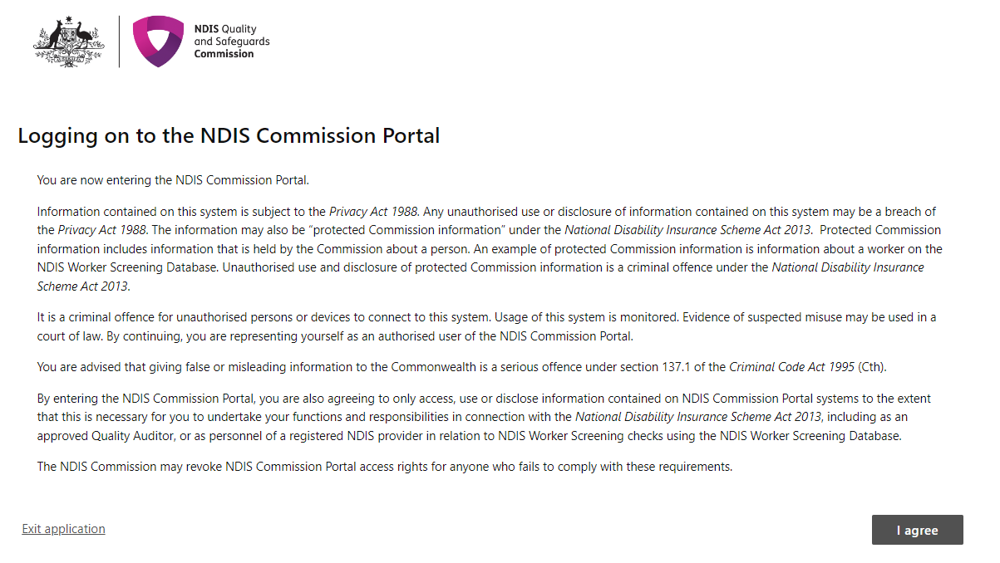 NDIS Quality
and Safeguards
Commission
Logging on to the NDIS Commission Portal
You are now entering the NDIS Commission Portal.
Information contained on this system is subject to the Privacy Act 1988. Any unauthorised use or disclosure of information contained on this system may be a breach of
the Privacy Act 1988. The information may also be “protected Commission information” under the National Disability Insurance Scheme Act 2013.  Protected Commission
information includes information that is held by the Commission about a person. An example of protected Commission information is information about a worker on the
NDIS Worker Screening Database. Unauthorised use and disclosure of protected Commission information is a criminal offence under the National Disability Insurance
Scheme Act 2013.
It is a criminal offence for unauthorised persons or devices to connect to this system. Usage of this system is monitored. Evidence of suspected misuse may be used in a
court of law. By continuing, you are representing yourself as an authorised user of the NDIS Commission Portal.
You are advised that giving false or misleading information to the Commonwealth is a serious offence under section 137.1 of the Criminal Code Act 1995 (Cth).
By entering the NDIS Commission Portal, you are also agreeing to only access, use or disclose information contained on NDIS Commission Portal systems to the extent
that this is necessary for you to undertake your functions and responsibilities in connection with the National Disability Insurance Scheme Act 2013, including as an
approved Quality Auditor, or as personnel of a registered NDIS provider in relation to NDIS Worker Screening checks using the NDIS Worker Screening Database.
The NDIS Commission may revoke NDIS Commission Portal access rights for anyone who fails to comply with these requirements.
Exit application
I agree